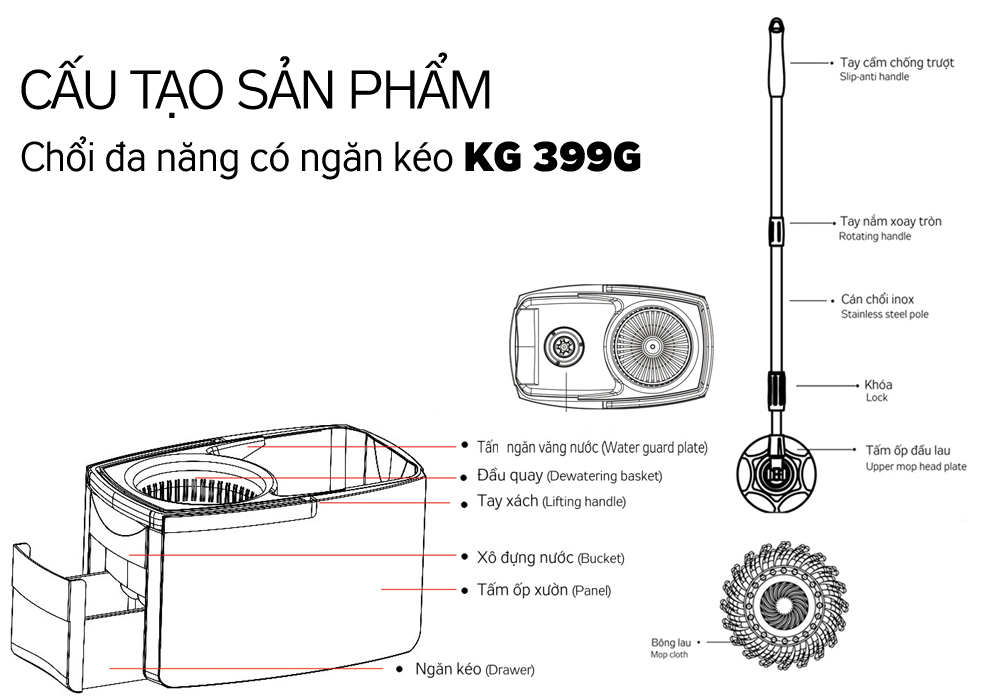 CẤU TẠO SẢN PHẨM
Chổi đa năng có ngăn kéo KG 399G
Tay cầm chống trượt
Slip-anti handle
Tay nắm xoay tròn
Rotating handle
Cán chổi inox
Stainless steel pole
Khóa
Lock
Tấm ốp đầu lau
Upper mop head plate
Tấn ngăn văng nước (Water guard plate)
Đầu quay (Dewatering basket)
Tay xách (Lifting handle)
Xô đựng nước (Bucket)
Tấm ốp xườn (Panel)
Bông lau
Mop cloth
Ngăn kéo (Drawer)